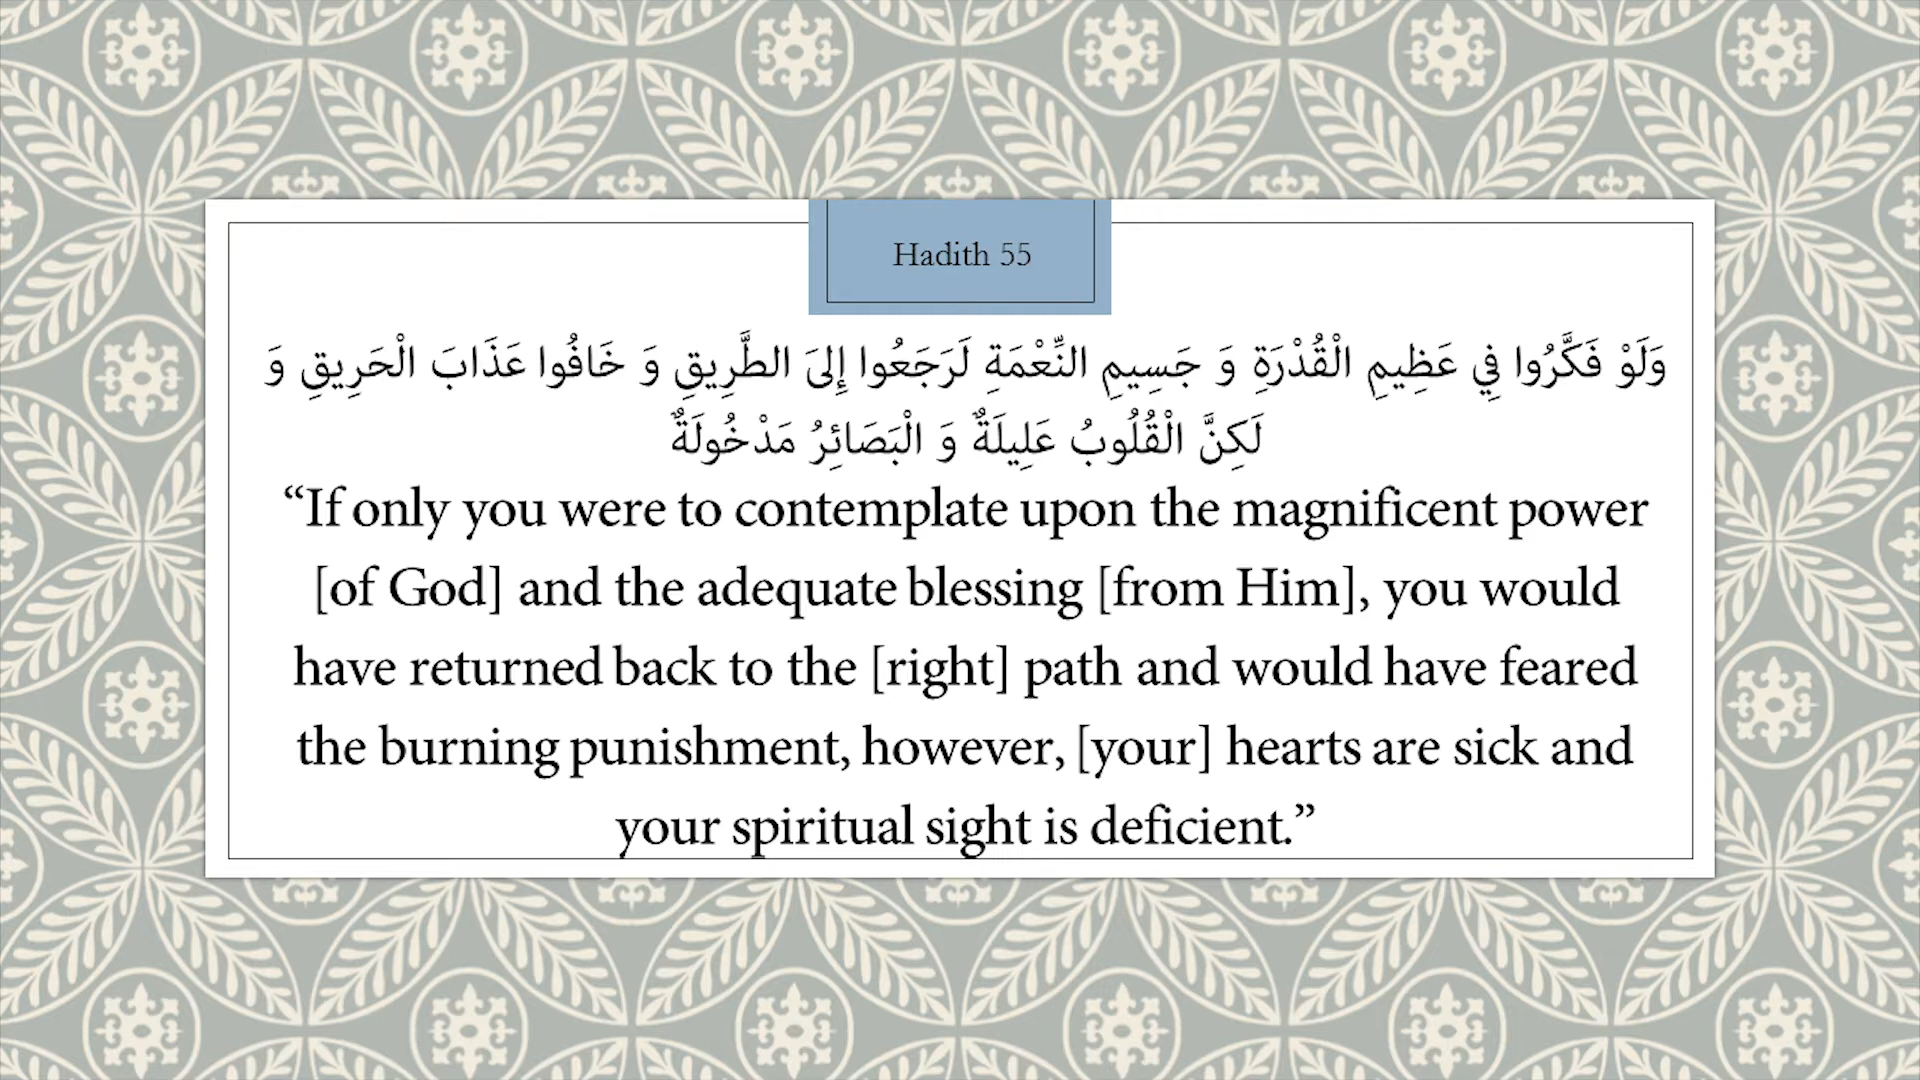 Hadith 55
وَلَوْ فَكَّرُوا فِي عَظِيمِ الْقُدْرَةِ وَ جَسِيمِ النِّعْمَةِ لَرَجَعُوا إِلىَ الطَّرِيقِ وَ خَافُوا عَذَابَ الْحَرِيقِ وَ
لَكِنَّ الْقُلُوبُ عَلِيلَةٌ وَ الْبَصَائِرُ مَدْخُولَةٌ
“If only you were to contemplate upon the magnificent power
[of God] and the adequate blessing [from Him], you would
have returned back to the [right] path and would have feared
the burning punishment, however, [your] hearts are sick and
your spiritual sight is deficient.”